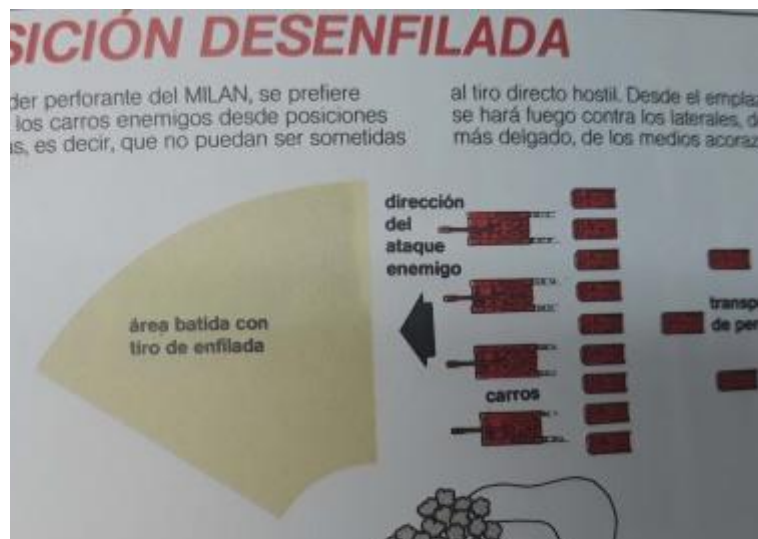 SICIÓN DESENFILADA
der perforante del MILAN, se prefiere
los carros enemigos desde posiciones
as, es decir, que no puedan ser sometidas
al tiro directo hostil. Desde el empla
se hará fuego contra los laterales, d
más delgado, de los medios acoraz
dirección
del
ataque
enemigo
área batida con
tiro de enfilada
carros
transp
de per